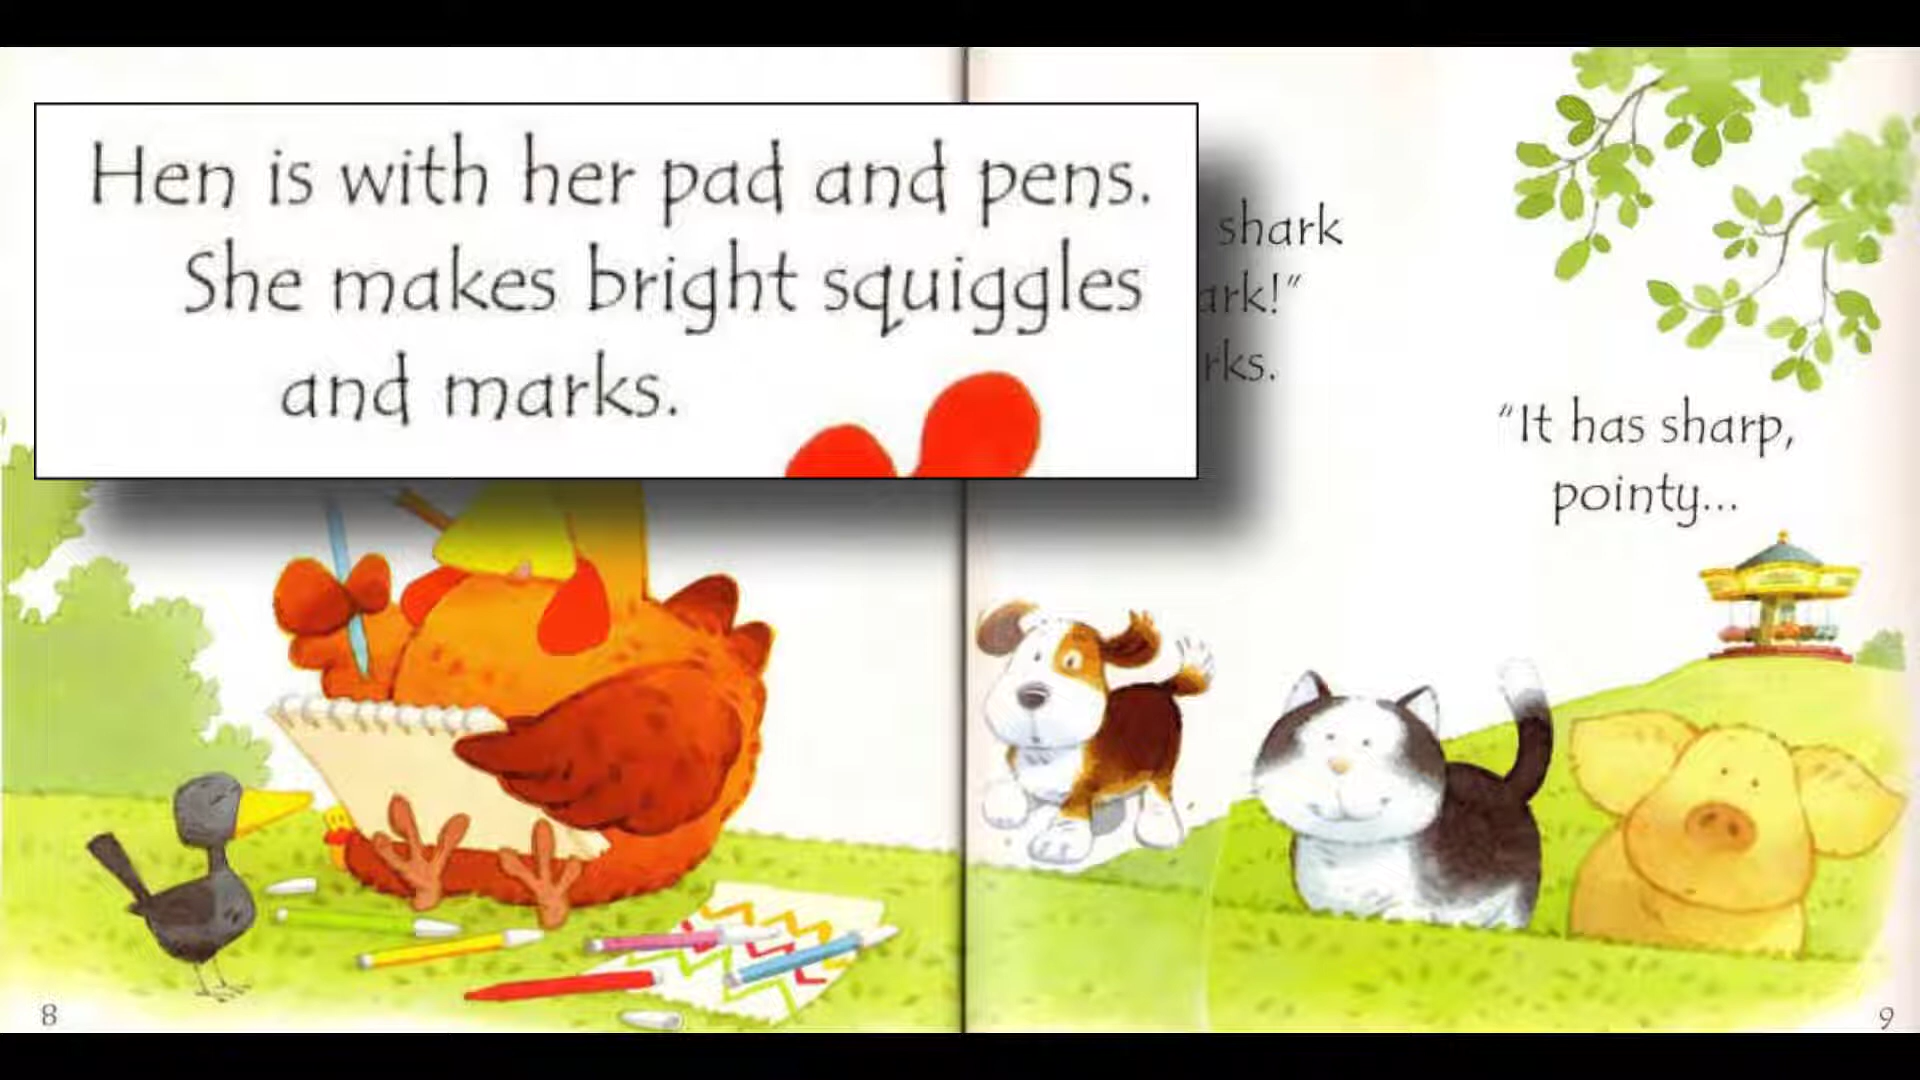 Hen is with her pad and pens.
She makes bright squiggles
and marks.
shark
"It has sharp,
pointy...
8
9